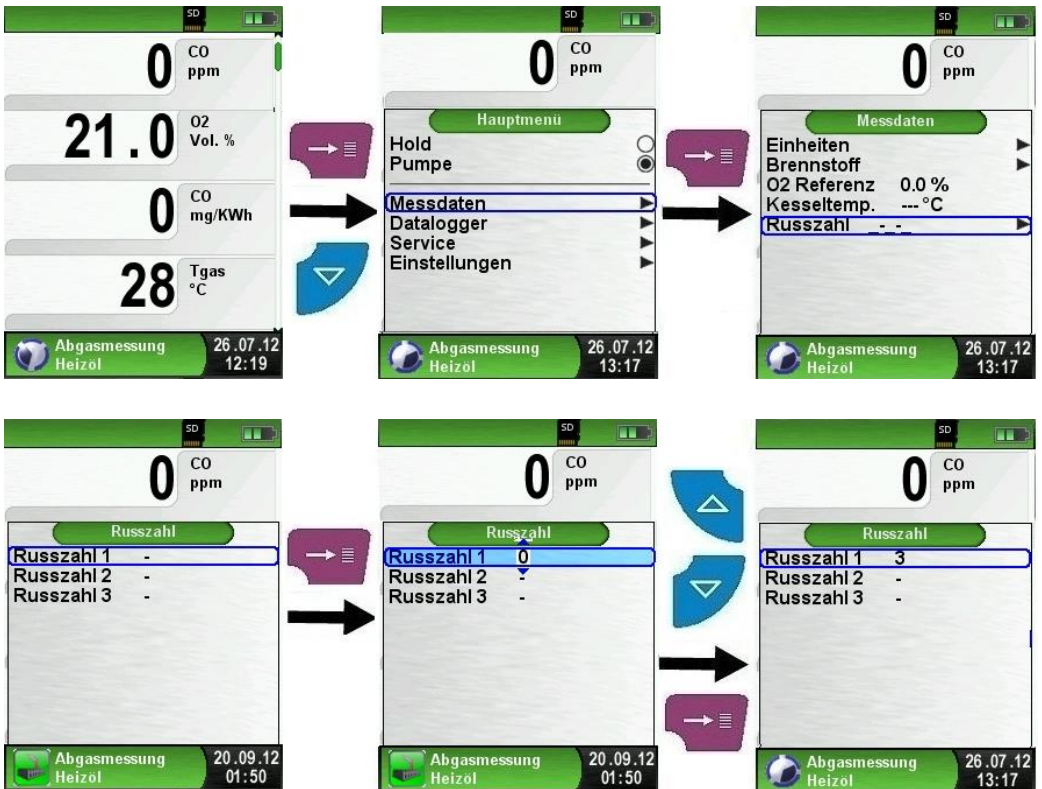 SD
0 CO
ppm
21.0 O2
Vol. %
0 CO
mg/KWh
28 Tgas
°C
Abgasmessung 26.07.12
Heizöl 12:19
SD
0 CO
ppm
Hauptmenü
Hold
Pumpe
Messdaten
Datalogger
Service
Einstellungen
Abgasmessung 26.07.12
Heizöl 13:17
SD
0 CO
ppm
Messdaten
Einheiten
Brennstoff
O2 Referenz 0.0 %
Kesseltemp. --- °C
Russzahl _-_-_
Abgasmessung 26.07.12
Heizöl 13:17
SD
0 CO
ppm
Russzahl
Russzahl 1 -
Russzahl 2 -
Russzahl 3 -
Abgasmessung 20.09.12
Heizöl 01:50
SD
0 CO
ppm
Russzahl
Russzahl 1 0
Russzahl 2 -
Russzahl 3 -
Abgasmessung 20.09.12
Heizöl 01:50
SD
0 CO
ppm
Russzahl
Russzahl 1 3
Russzahl 2 -
Russzahl 3 -
Abgasmessung 26.07.12
Heizöl 13:17